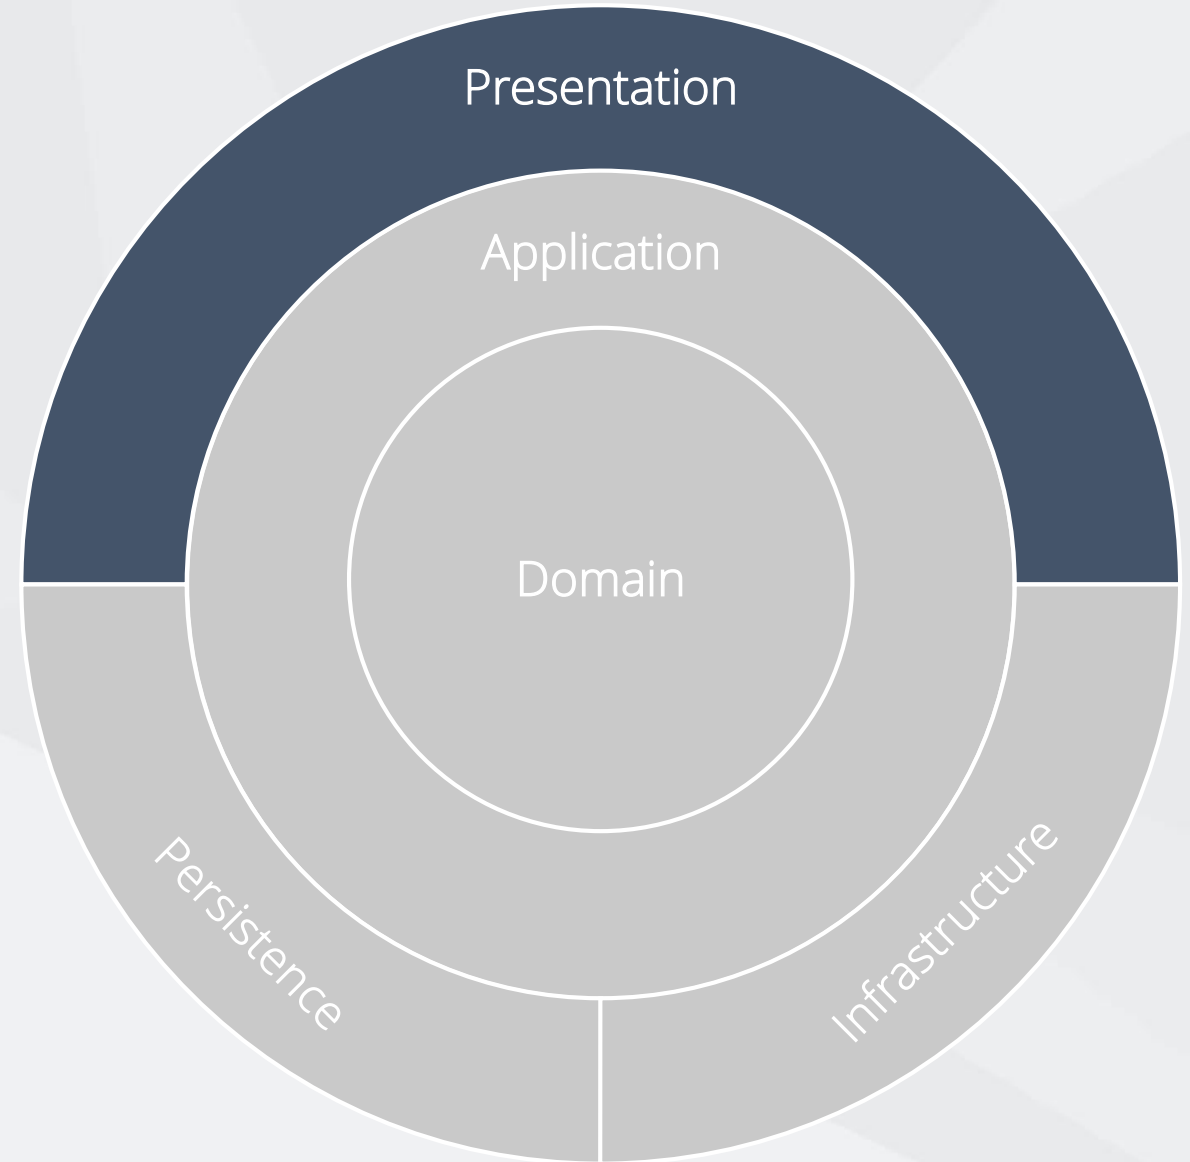 Presentation
Application
Domain
Persistence
Infrastructure